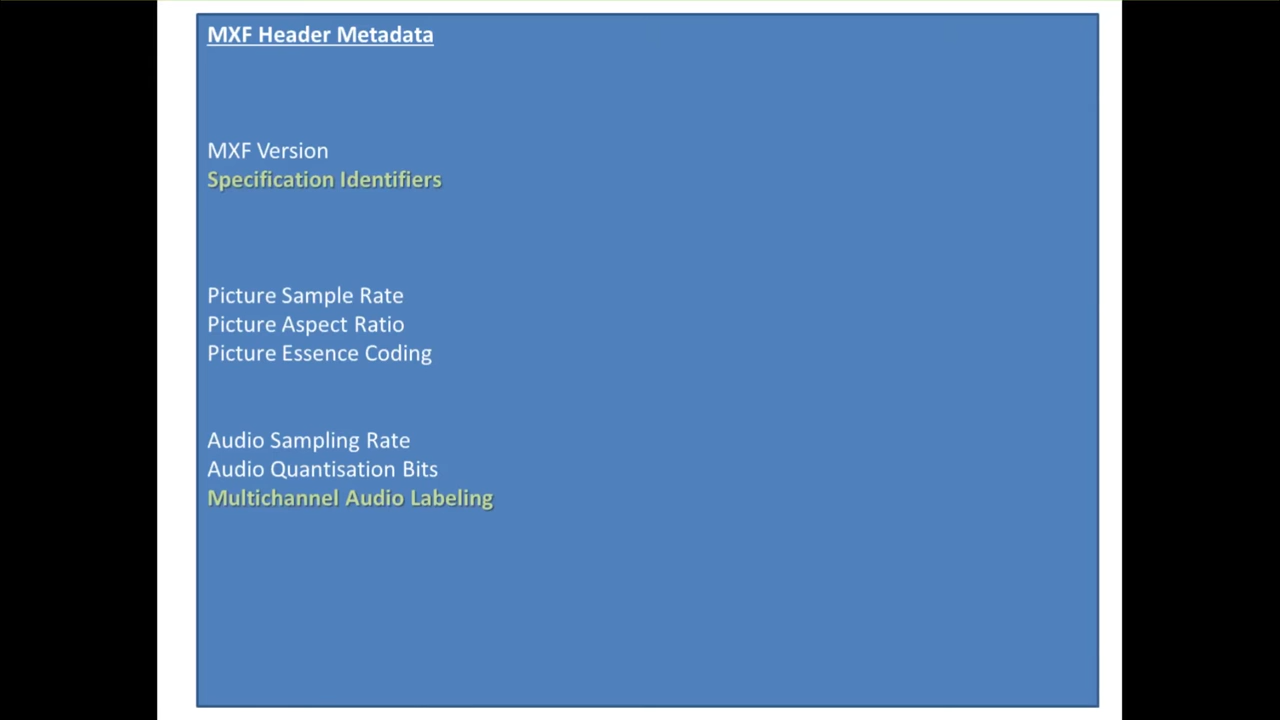 MXF Header Metadata
MXF Version
Specification Identifiers
Picture Sample Rate
Picture Aspect Ratio
Picture Essence Coding
Audio Sampling Rate
Audio Quantisation Bits
Multichannel Audio Labeling